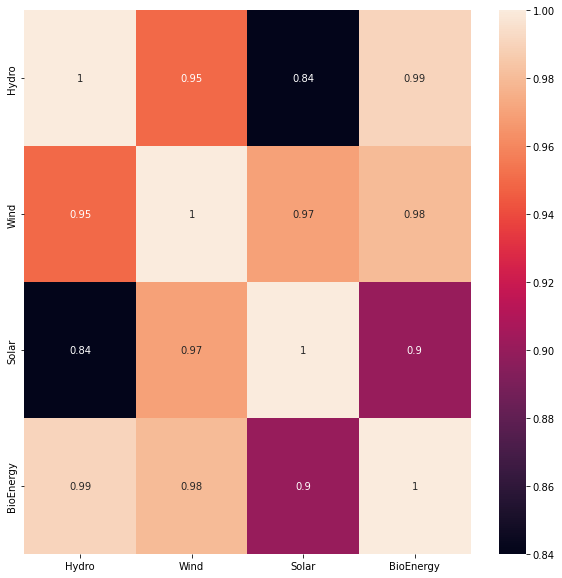 Hydro 1 0.95 0.84 0.99
Wind 0.95 1 0.97 0.98
Solar 0.84 0.97 1 0.9
BioEnergy 0.99 0.98 0.9 1
Hydro Wind Solar BioEnergy
1.00
0.98
0.96
0.94
0.92
0.90
0.88
0.86
0.84